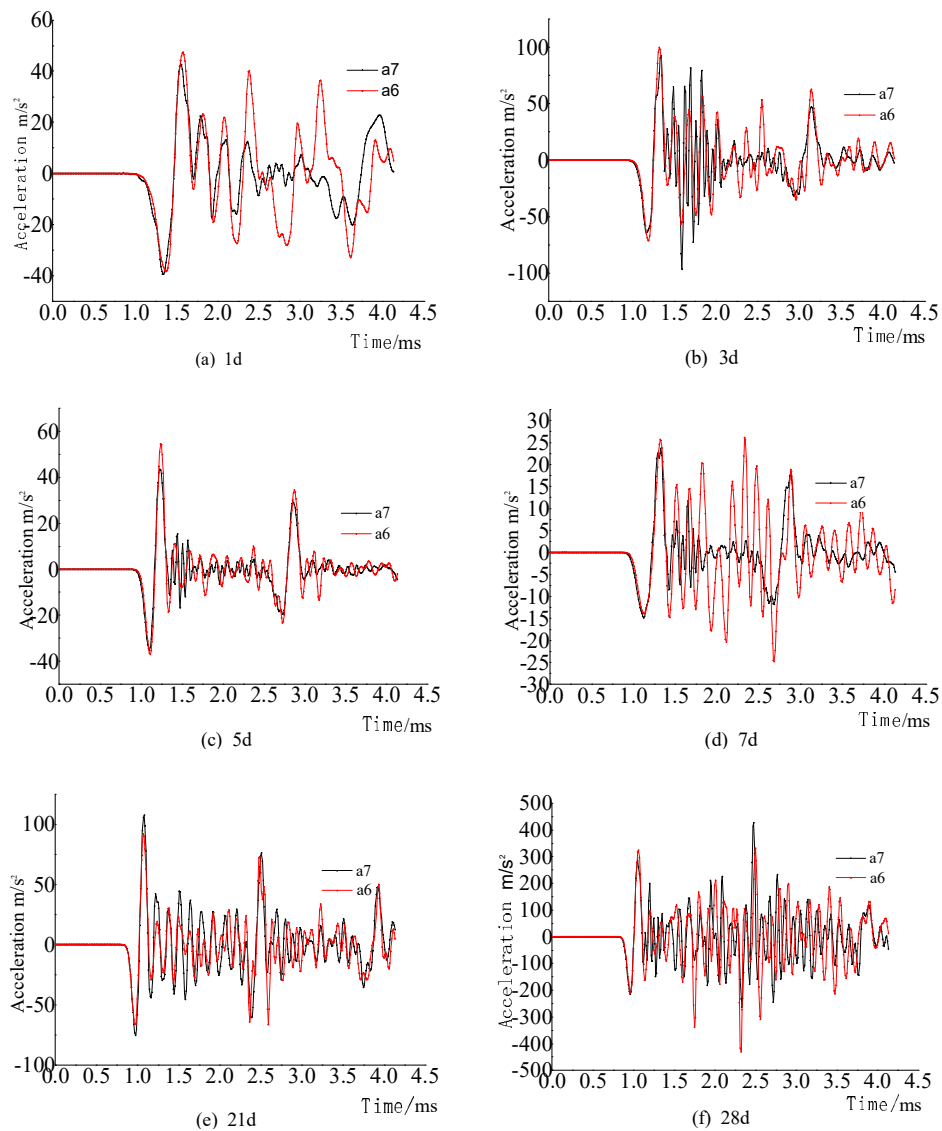 60
40
20
0
-20
-40
Acceleration m/s²
a7
a6
0.0 0.5 1.0 1.5 2.0 2.5 3.0 3.5 4.0 4.5
Time/ms
(a) 1d
100
50
0
-50
-100
Acceleration m/s²
a7
a6
0.0 0.5 1.0 1.5 2.0 2.5 3.0 3.5 4.0 4.5
Time/ms
(b) 3d
60
40
20
0
-20
-40
Acceleration m/s²
a7
a6
0.0 0.5 1.0 1.5 2.0 2.5 3.0 3.5 4.0 4.5
Time/ms
(c) 5d
30
25
20
15
10
5
0
-5
-10
-15
-20
-25
-30
Acceleration m/s²
a7
a6
0.0 0.5 1.0 1.5 2.0 2.5 3.0 3.5 4.0 4.5
Time/ms
(d) 7d
100
50
0
-50
-100
Acceleration m/s²
a7
a6
0.0 0.5 1.0 1.5 2.0 2.5 3.0 3.5 4.0 4.5
Time/ms
(e) 21d
500
400
300
200
100
0
-100
-200
-300
-400
-500
Acceleration m/s²
a7
a6
0.0 0.5 1.0 1.5 2.0 2.5 3.0 3.5 4.0 4.5
Time/ms
(f) 28d